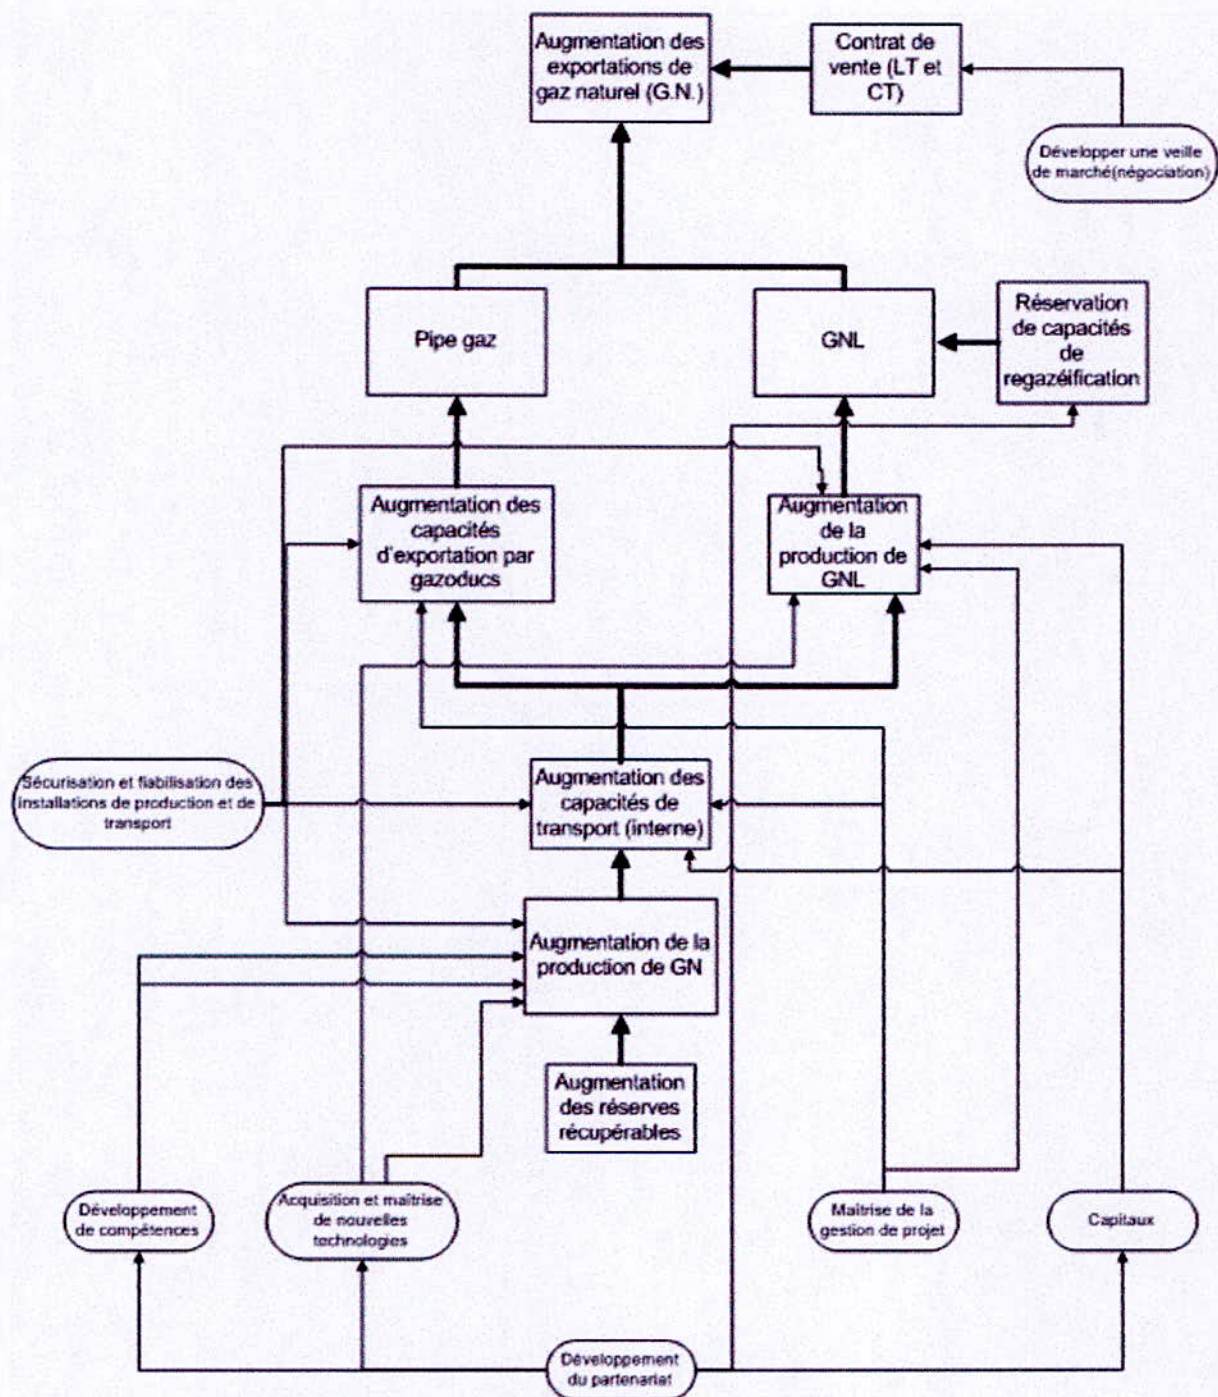 Augmentation des
exportations de
gaz naturel (G.N.)
Contrat de
vente (LT et
CT)
Développer une veille
de marché(négociation)
Pipe gaz
GNL
Réservation
de capacités
de
regazéification
Augmentation des
capacités
d'exportation par
gazoducs
Augmentation
de la
production de
GNL
Sécurisation et fiabilisation des
installations de production et de
transport
Augmentation des
capacités de
transport (interne)
Augmentation de la
production de GN
Augmentation
des réserves
récupérables
Développement
de compétences
Acquisition et maîtrise
de nouvelles
technologies
Maîtrise de la
gestion de projet
Capitaux
Développement
du partenariat